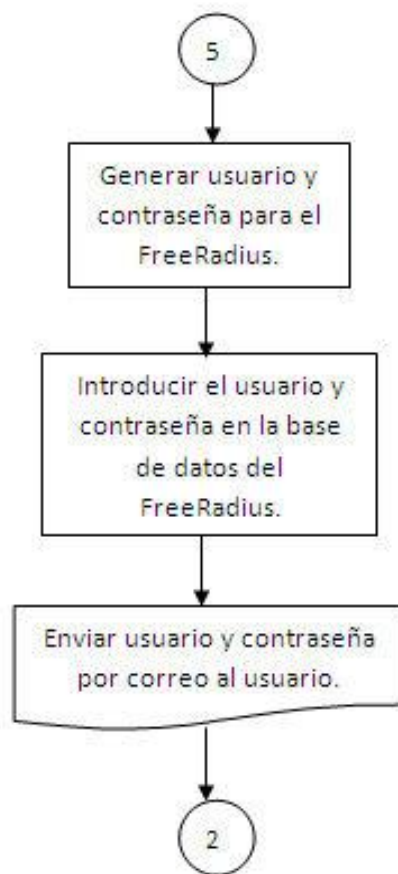 5
Generar usuario y
contraseña para el
FreeRadius.
Introducir el usuario y
contraseña en la base
de datos del
FreeRadius.
Enviar usuario y contraseña
por correo al usuario.
2